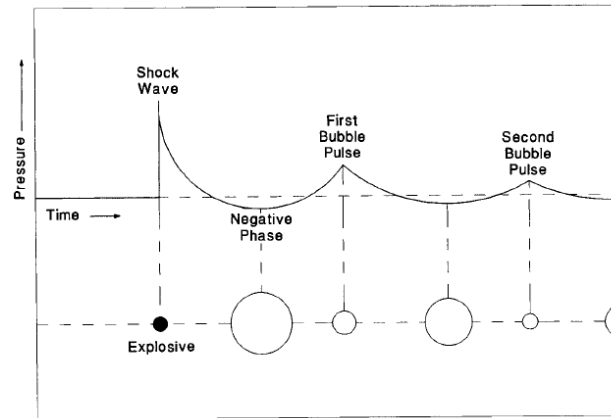 Shock
Wave
First
Bubble
Pulse
Second
Bubble
Pulse
Pressure
Time
Negative
Phase
Explosive